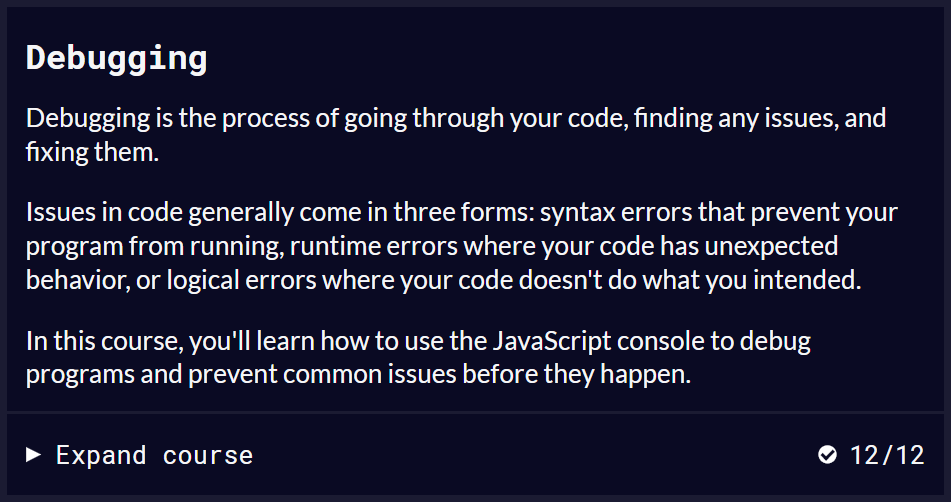 Debugging
Debugging is the process of going through your code, finding any issues, and
fixing them.
Issues in code generally come in three forms: syntax errors that prevent your
program from running, runtime errors where your code has unexpected
behavior, or logical errors where your code doesn't do what you intended.
In this course, you'll learn how to use the JavaScript console to debug
programs and prevent common issues before they happen.
Expand course 12/12